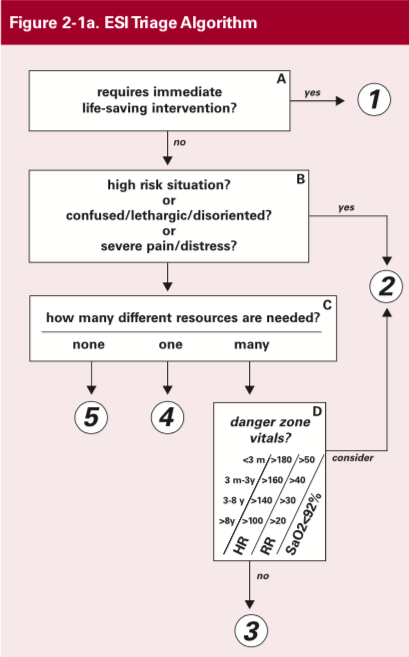 Figure 2-1a. ESI Triage Algorithm
A
requires immediate
life-saving intervention?
yes
1
no
B
high risk situation?
or
confused/lethargic/disoriented?
or
severe pain/distress?
yes
2
C
how many different resources are needed?
none one many
5
4
D
danger zone
vitals?
<3 m >180 >50
3 m-3y >160 >40
3-8 y >140 >30
>8y >100 >20
HR RR SaO2<92%
consider
no
3